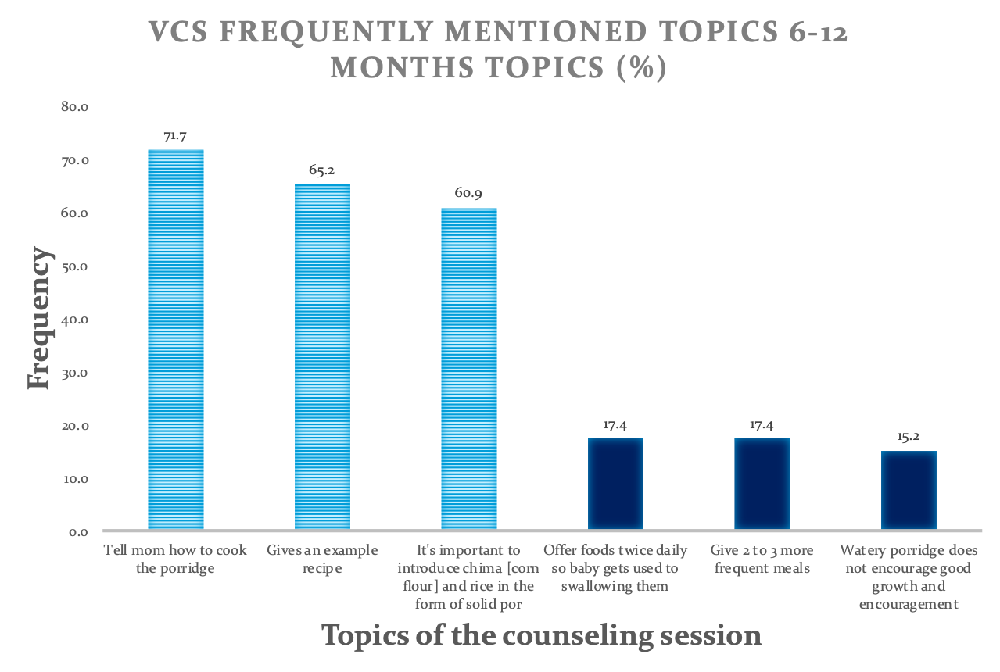 VCS FREQUENTLY MENTIONED TOPICS 6-12
MONTHS TOPICS (%)
80.0
70.0
60.0
50.0
40.0
30.0
20.0
10.0
0.0
Frequency
71.7
65.2
60.9
17.4
17.4
15.2
Tell mom how to cook
the porridge
Gives an example
recipe
It's important to
introduce chima [corn
flour] and rice in the
form of solid por
Offer foods twice daily
so baby gets used to
swallowing them
Give 2 to 3 more
frequent meals
Watery porridge does
not encourage good
growth and
encouragement
Topics of the counseling session